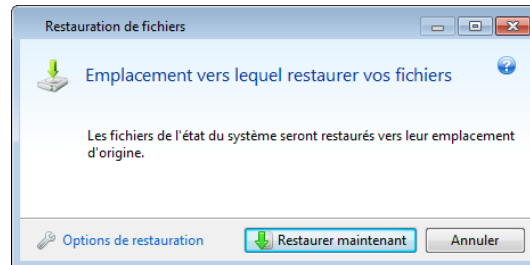 Restauration de fichiers
Emplacement vers lequel restaurer vos fichiers
Les fichiers de l'état du système seront restaurés vers leur emplacement
d'origine.
Options de restauration
Restaurer maintenant
Annuler